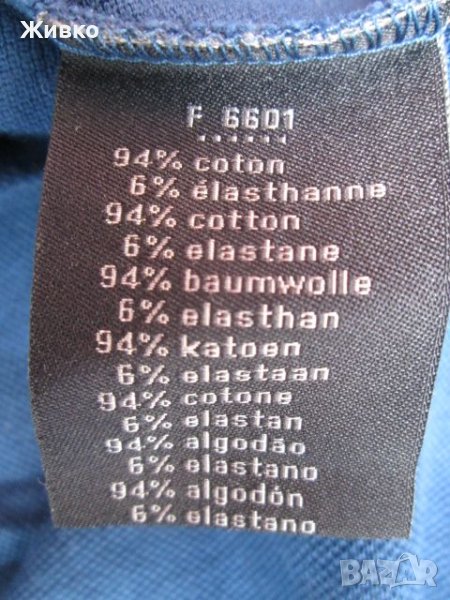 Живко
F 6601
94% coton
6% élasthanne
94% cotton
6% elastane
94% baumwolle
6% elasthan
94% katoen
6% elastaan
94% cotone
6% elastan
94% algodão
6% elastano
94% algodón
6% elastano
BAZAR